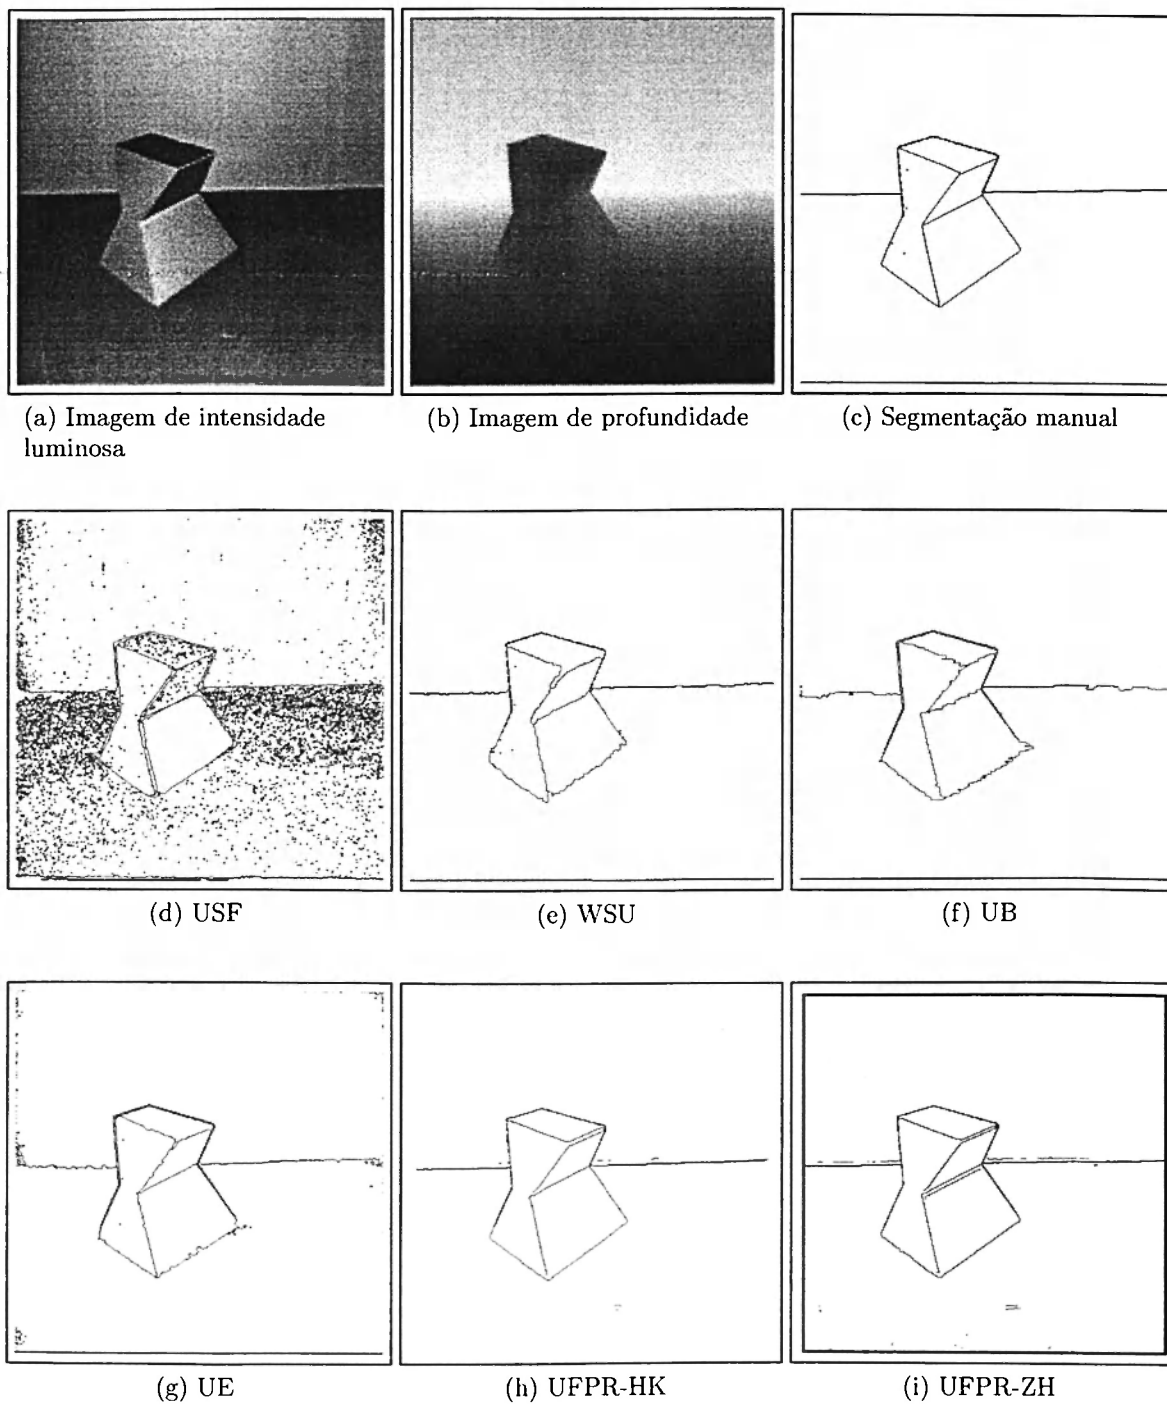 (a) Imagem de intensidade
luminosa
(b) Imagem de profundidade
(c) Segmentação manual
(d) USF
(e) WSU
(f) UB
(g) UE
(h) UFPR-HK
(i) UFPR-ZH